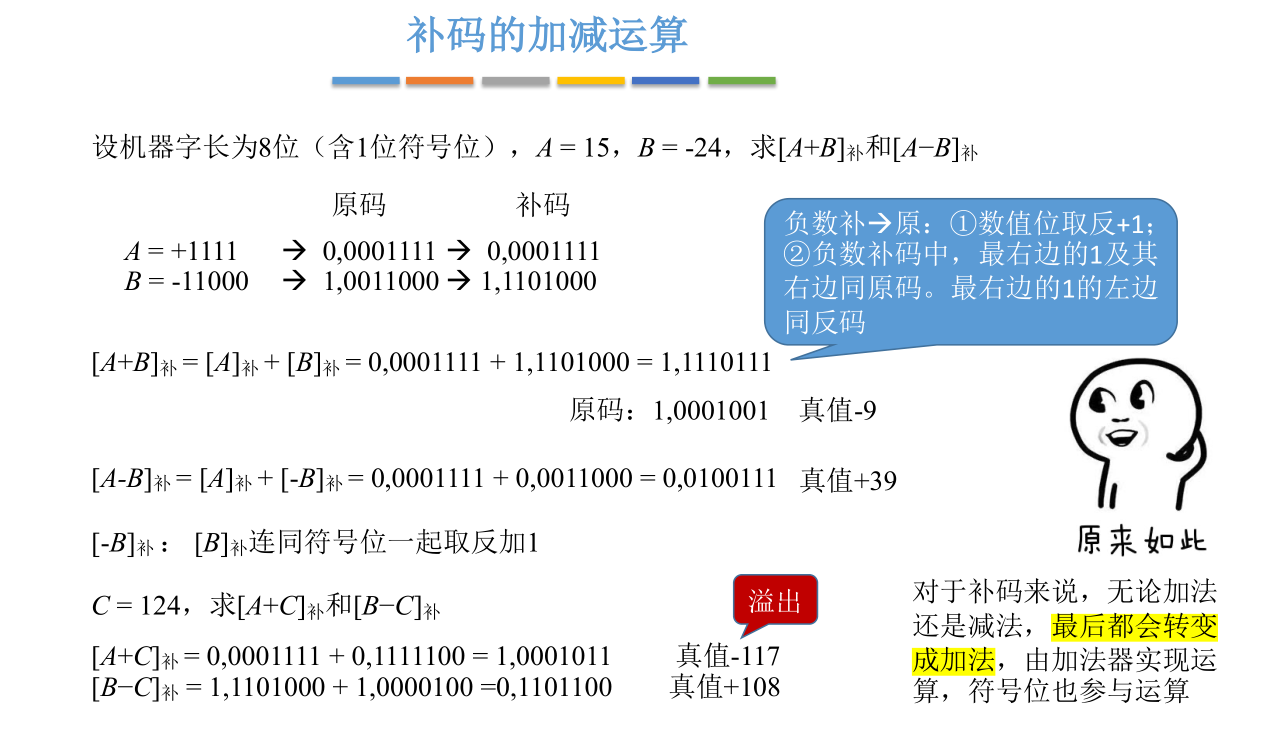 补码的加减运算
设机器字长为8位（含1位符号位），A = 15，B = -24，求[A+B]补和[A−B]补
原码 补码
A = +1111 → 0,0001111 → 0,0001111
B = -11000 → 1,0011000 → 1,1101000
负数补→原：①数值位取反+1；
②负数补码中，最右边的1及其
右边同原码。最右边的1的左边
同反码
[A+B]补 = [A]补 + [B]补 = 0,0001111 + 1,1101000 = 1,1110111
原码：1,0001001 真值-9
[A-B]补 = [A]补 + [-B]补 = 0,0001111 + 0,0011000 = 0,0100111 真值+39
[-B]补： [B]补连同符号位一起取反加1
原来如此
C = 124，求[A+C]补和[B−C]补
溢出
[A+C]补 = 0,0001111 + 0,1111100 = 1,0001011 真值-117
[B−C]补 = 1,1101000 + 1,0000100 =0,1101100 真值+108
对于补码来说，无论加法
还是减法，最后都会转变
成加法，由加法器实现运
算，符号位也参与运算